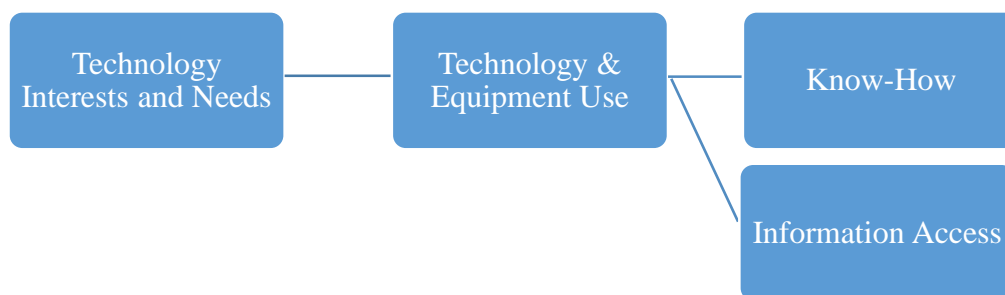 Technology
Interests and Needs
Technology &
Equipment Use
Know-How
Information Access